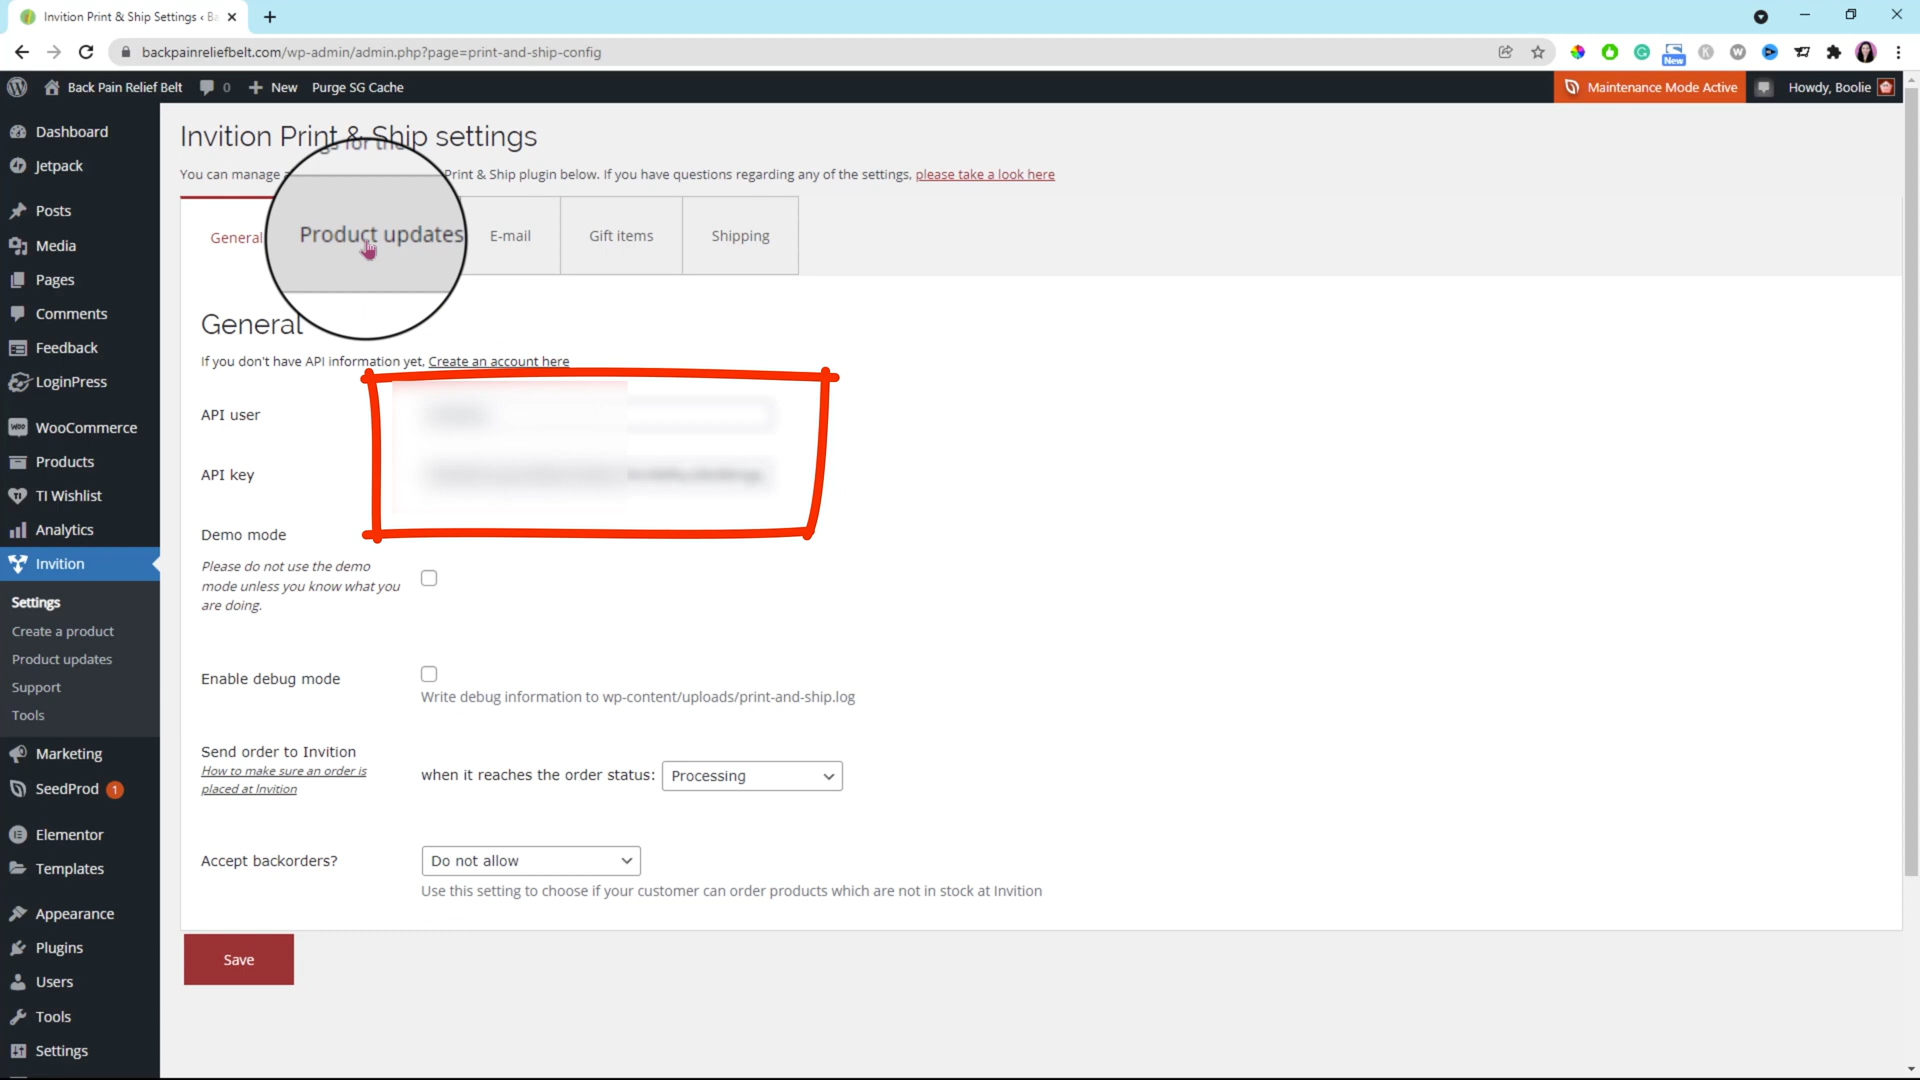 Invition Print & Ship Settings ‹ Ba
backpainreliefbelt.com/wp-admin/admin.php?page=print-and-ship-config
New
Back Pain Relief Belt 0 New Purge SG Cache Maintenance Mode Active Howdy, Boolie
Dashboard
Jetpack
Posts
Media
Pages
Comments
Feedback
LoginPress
WooCommerce
Products
TI Wishlist
Analytics
Invition
Settings
Create a product
Product updates
Support
Tools
Marketing
SeedProd 1
Elementor
Templates
Appearance
Plugins
Users
Tools
Settings
Invition Print & Ship settings
You can manage Print & Ship plugin below. If you have questions regarding any of the settings, please take a look here
General Product updates E-mail Gift items Shipping
General
If you don't have API information yet, Create an account here
API user
API key
Demo mode
Please do not use the demo
mode unless you know what you
are doing.
Enable debug mode
Write debug information to wp-content/uploads/print-and-ship.log
Send order to Invition
How to make sure an order is
placed at Invition
when it reaches the order status: Processing
Accept backorders? Do not allow
Use this setting to choose if your customer can order products which are not in stock at Invition
Save